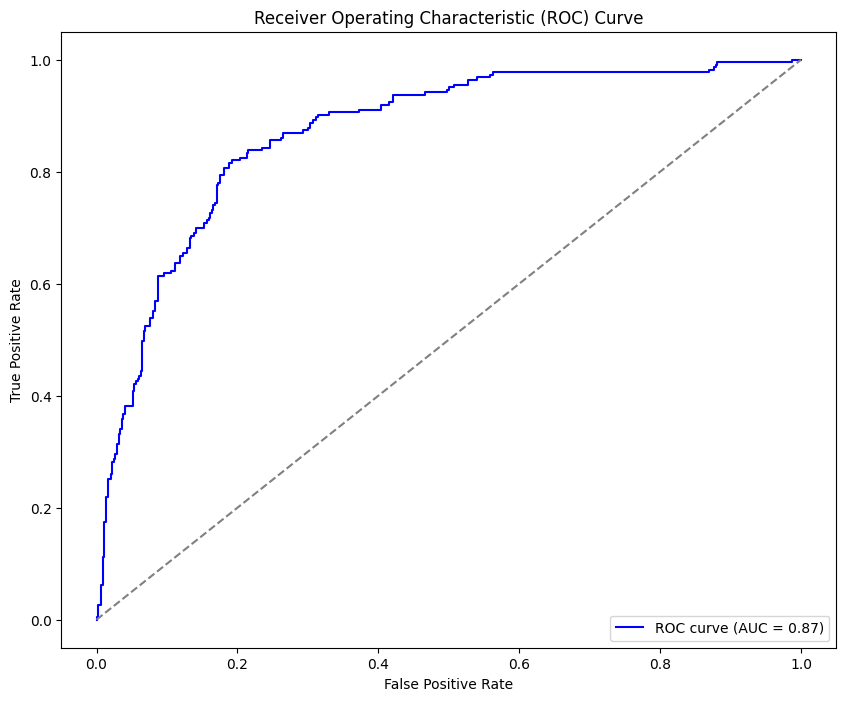 Receiver Operating Characteristic (ROC) Curve
True Positive Rate
1.0
0.8
0.6
0.4
0.2
0.0
ROC curve (AUC = 0.87)
0.0 0.2 0.4 0.6 0.8 1.0
False Positive Rate